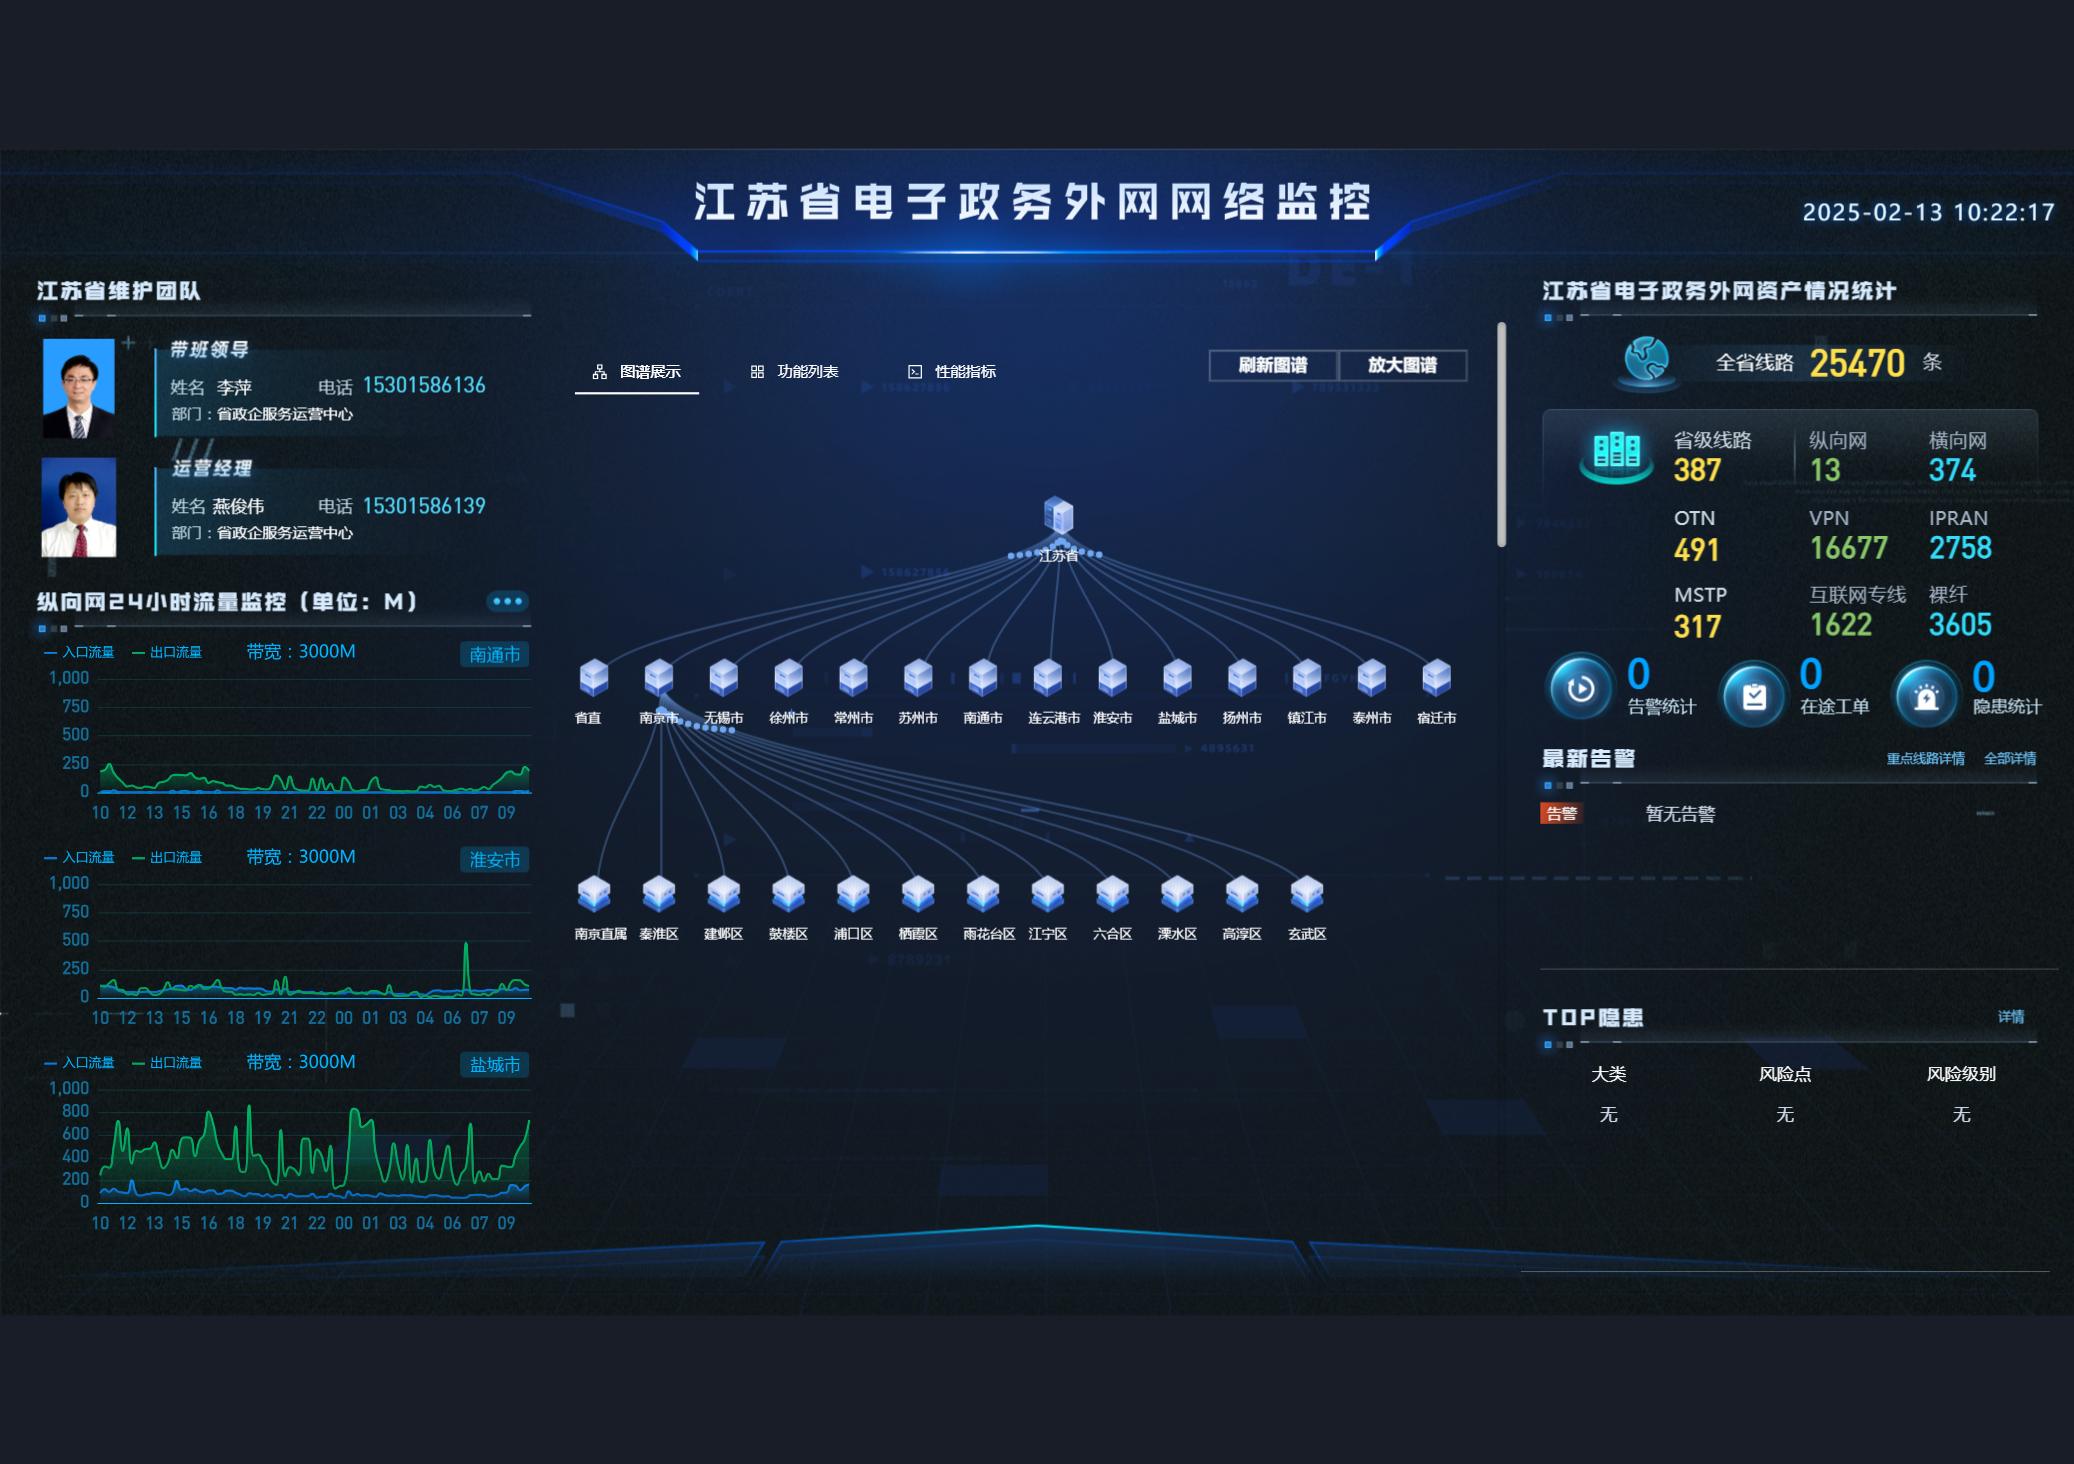 江苏省电子政务外网网络监控
2025-02-13 10:22:17
江苏省维护团队
带班领导
姓名 李萍 电话 15301586136
部门：省政企服务运营中心
运营经理
姓名 燕俊伟 电话 15301586139
部门：省政企服务运营中心
纵向网24小时流量监控（单位：M）
入口流量 出口流量 带宽：3000M 南通市
1,000
750
500
250
0
10 12 13 15 16 18 19 21 22 00 01 03 04 06 07 09
入口流量 出口流量 带宽：3000M 淮安市
1,000
750
500
250
0
10 12 13 15 16 18 19 21 22 00 01 03 04 06 07 09
入口流量 出口流量 带宽：3000M 盐城市
1,000
800
600
400
200
0
10 12 13 15 16 18 19 21 22 00 01 03 04 06 07 09
图谱展示 功能列表 性能指标 刷新图谱 放大图谱
江苏省
省直 南京市 无锡市 徐州市 常州市 苏州市 南通市 连云港市 淮安市 盐城市 扬州市 镇江市 泰州市 宿迁市
南京直属 秦淮区 建邺区 鼓楼区 浦口区 栖霞区 雨花台区 江宁区 六合区 溧水区 高淳区 玄武区
江苏省电子政务外网资产情况统计
全省线路 25470 条
省级线路 纵向网 横向网
387 13 374
OTN VPN IPRAN
491 16677 2758
MSTP 互联网专线 裸纤
317 1622 3605
0 0 0
告警统计 在途工单 隐患统计
最新告警 重点线路详情 全部详情
告警 暂无告警
TOP隐患 详情
大类 风险点 风险级别
无 无 无